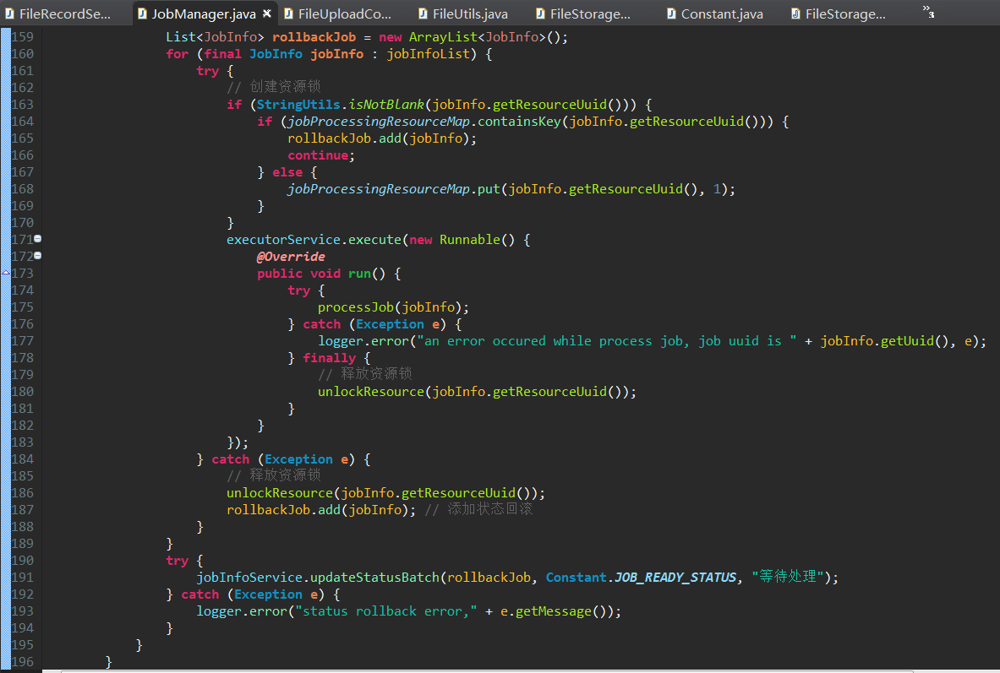 FileRecordSe... JobManager.java FileUploadCo... FileUtils.java FileStorage... Constant.java FileStorage... »3
159 List<JobInfo> rollbackJob = new ArrayList<JobInfo>();
160 for (final JobInfo jobInfo : jobInfoList) {
161 try {
162 // 创建资源锁
163 if (StringUtils.isNotBlank(jobInfo.getResourceUuid())) {
164 if (jobProcessingResourceMap.containsKey(jobInfo.getResourceUuid())) {
165 rollbackJob.add(jobInfo);
166 continue;
167 } else {
168 jobProcessingResourceMap.put(jobInfo.getResourceUuid(), 1);
169 }
170 }
171 executorService.execute(new Runnable() {
172 @Override
173 public void run() {
174 try {
175 processJob(jobInfo);
176 } catch (Exception e) {
177 logger.error("an error occured while process job, job uuid is " + jobInfo.getUuid(), e);
178 } finally {
179 // 释放资源锁
180 unlockResource(jobInfo.getResourceUuid());
181 }
182 }
183 });
184 } catch (Exception e) {
185 // 释放资源锁
186 unlockResource(jobInfo.getResourceUuid());
187 rollbackJob.add(jobInfo); // 添加状态回滚
188 }
189 }
190 try {
191 jobInfoService.updateStatusBatch(rollbackJob, Constant.JOB_READY_STATUS, "等待处理");
192 } catch (Exception e) {
193 logger.error("status rollback error," + e.getMessage());
194 }
195 }
196 }